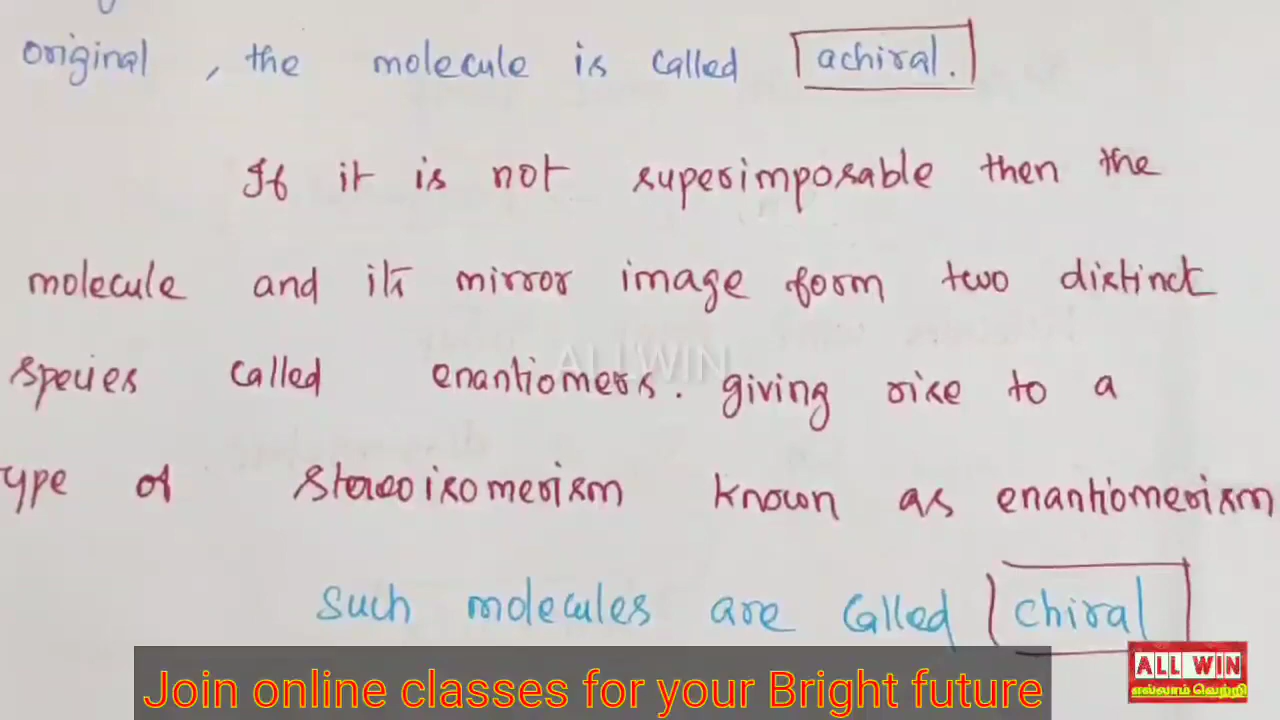 original, the molecule is called achiral.
If it is not superimposable then the
molecule and its mirror image form two distinct
species called enantiomers. giving rise to a
ype of stereoisomerism known as enantiomerism
Such molecules are called chiral
ALLWIN
Join online classes for your Bright future
ALL WIN
எல்லாம் வெற்றி